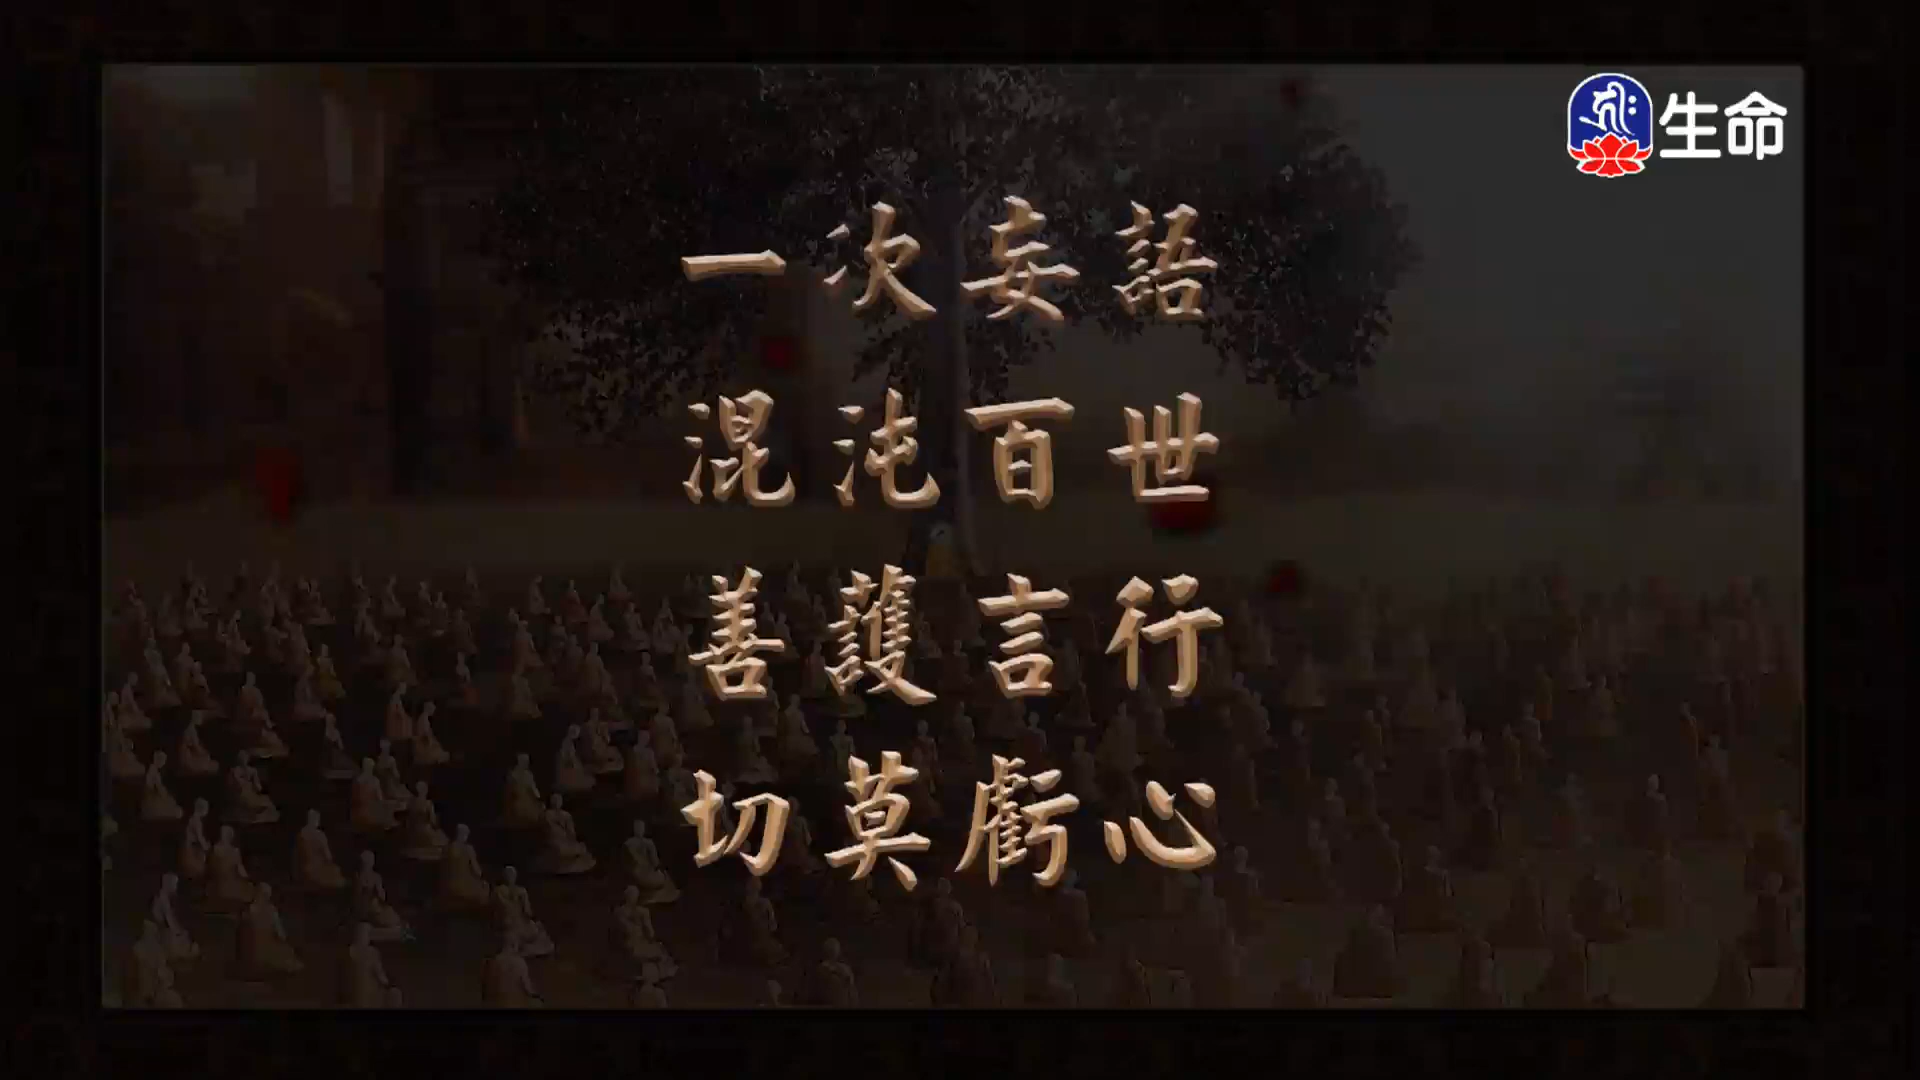 生命
一次妄語
混沌百世
善護言行
切莫虧心